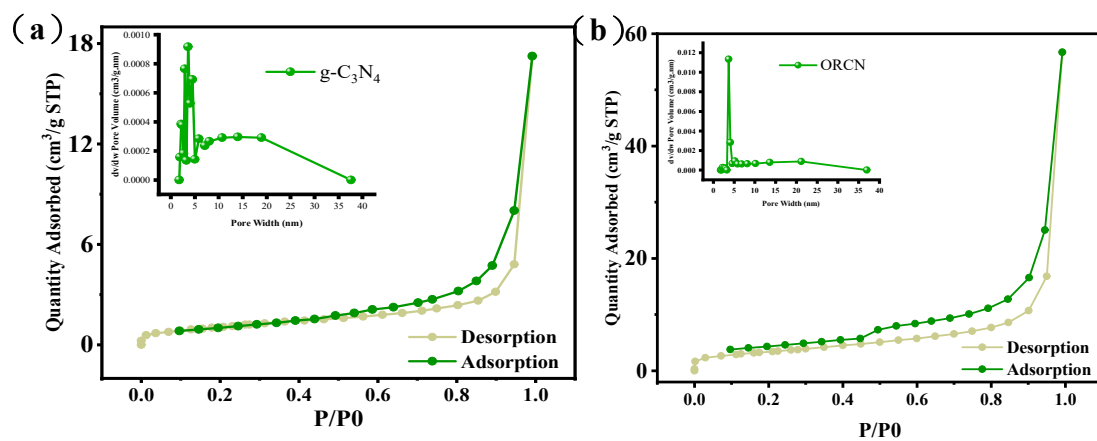 (a)
Quantity Adsorbed (cm³/g STP)
18
12
6
0
0.0 0.2 0.4 0.6 0.8 1.0
P/P0
Desorption
Adsorption
dv/dw Pore Volume (cm3/g.nm)
0.0010
0.0008
0.0006
0.0004
0.0002
0.0000
0 5 10 15 20 25 30 35 40
Pore Width (nm)
g-C₃N₄
(b)
Quantity Adsorbed (cm³/g STP)
60
40
20
0
0.0 0.2 0.4 0.6 0.8 1.0
P/P0
Desorption
Adsorption
dv/dw Pore Volume (cm3/g.nm)
0.012
0.010
0.008
0.006
0.004
0.002
0.000
0 5 10 15 20 25 30 35 40
Pore Width (nm)
ORCN